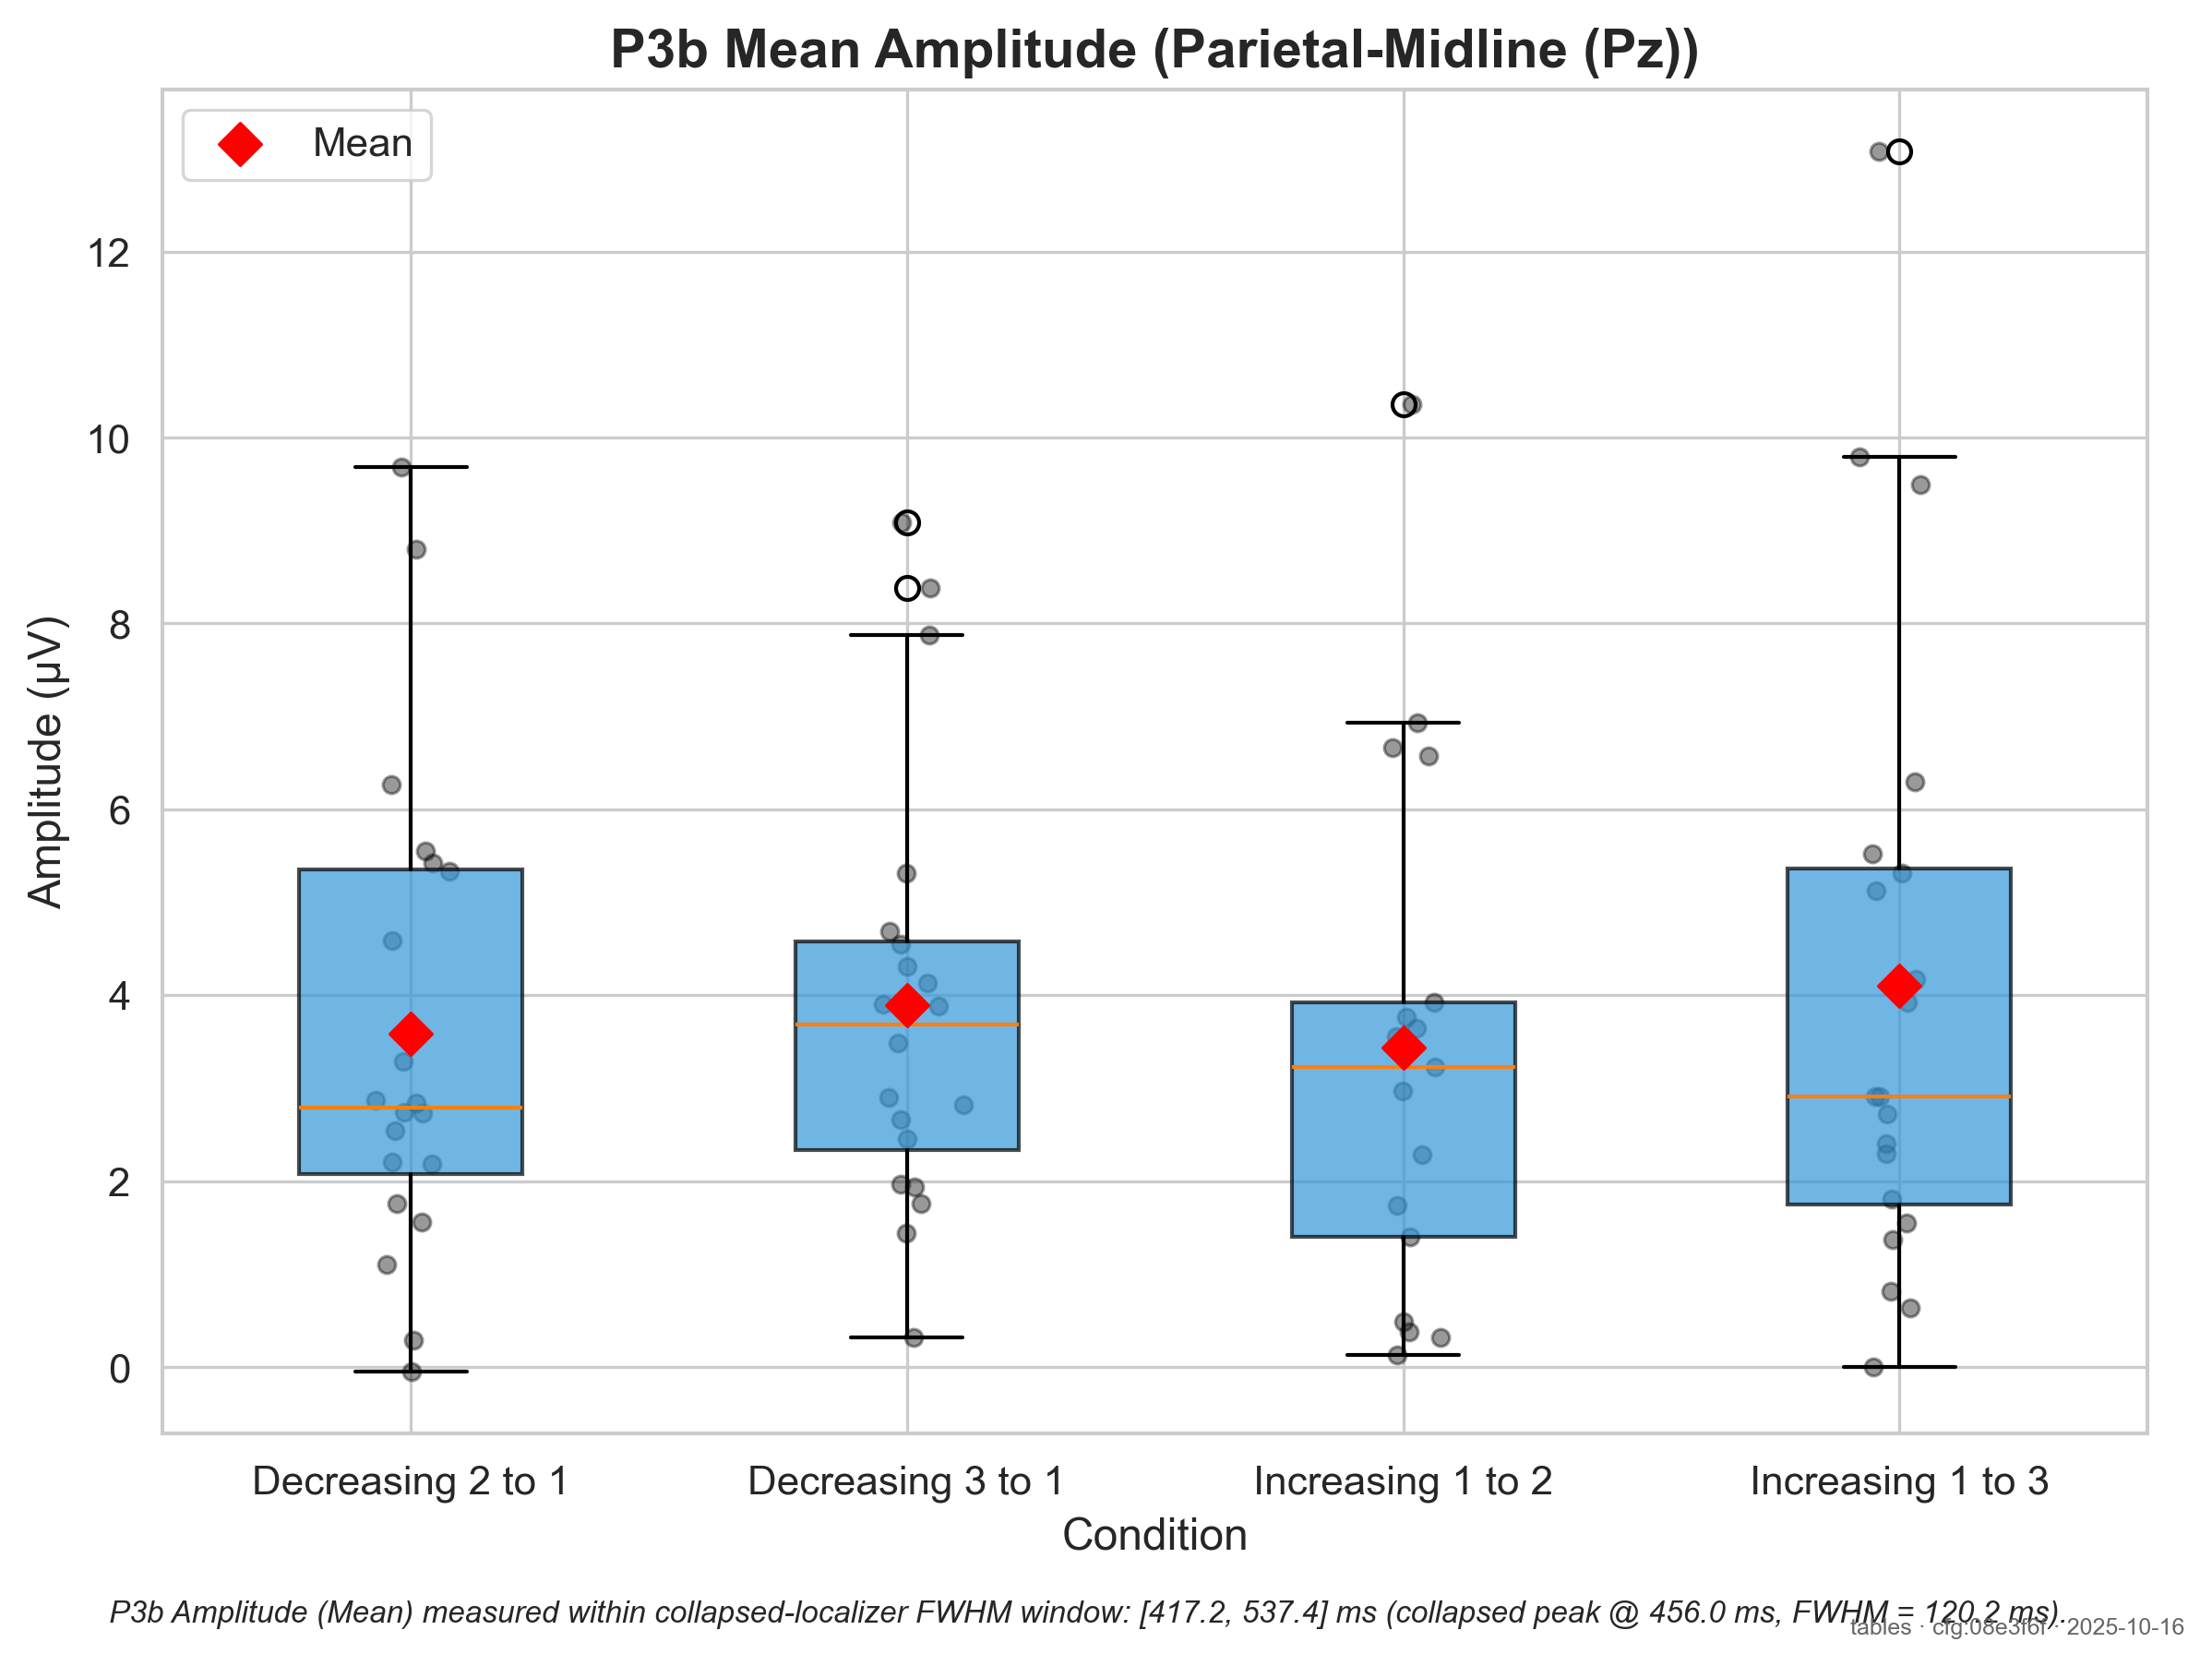 P3b Mean Amplitude (Parietal-Midline (Pz))
Mean
Amplitude (µV)
12
10
8
6
4
2
0
Decreasing 2 to 1
Decreasing 3 to 1
Increasing 1 to 2
Increasing 1 to 3
Condition
P3b Amplitude (Mean) measured within collapsed-localizer FWHM window: [417.2, 537.4] ms (collapsed peak @ 456.0 ms, FWHM = 120.2 ms).
tables · cfg:08e3f6f · 2025-10-16